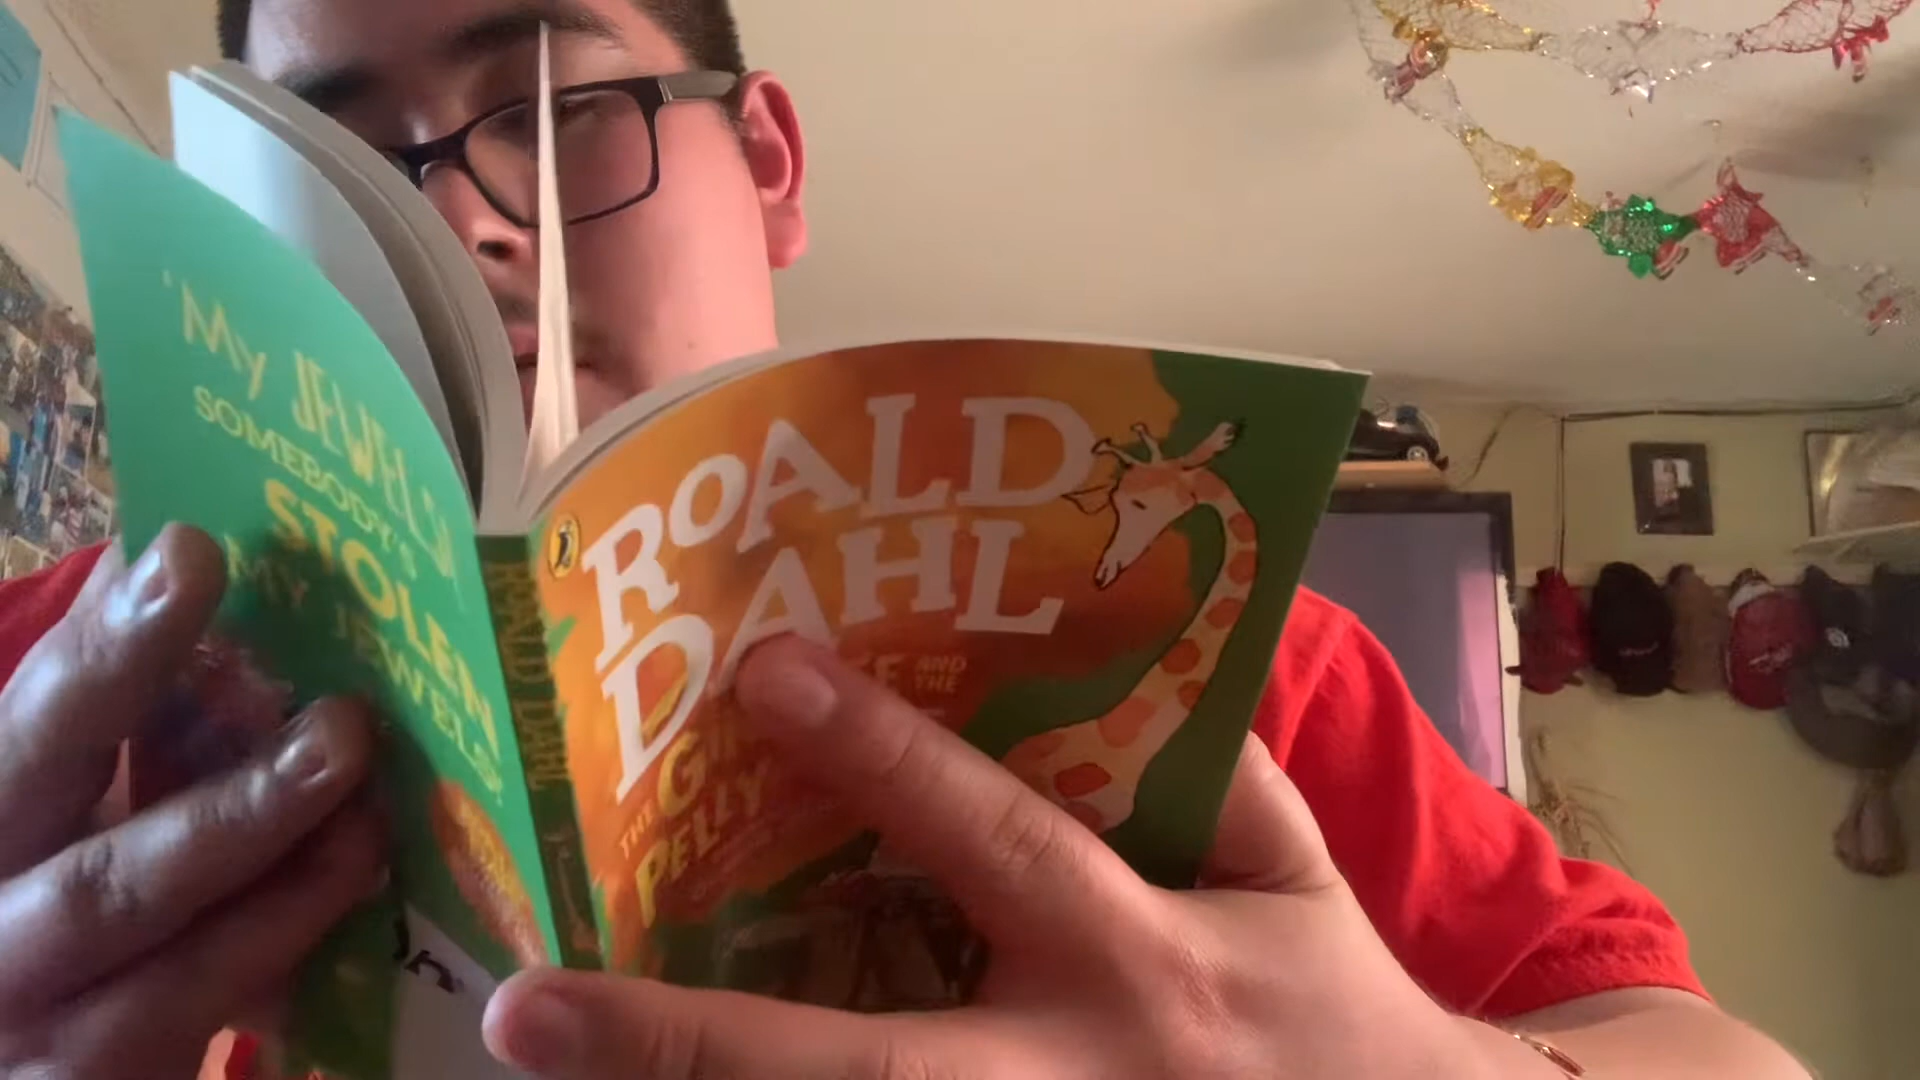 'My JEWELS!
SOMEBODY'S
STOLEN
MY JEWELS!'
ROALD DAHL
ROALD
DAHL
AND
THE
THE
PELLY